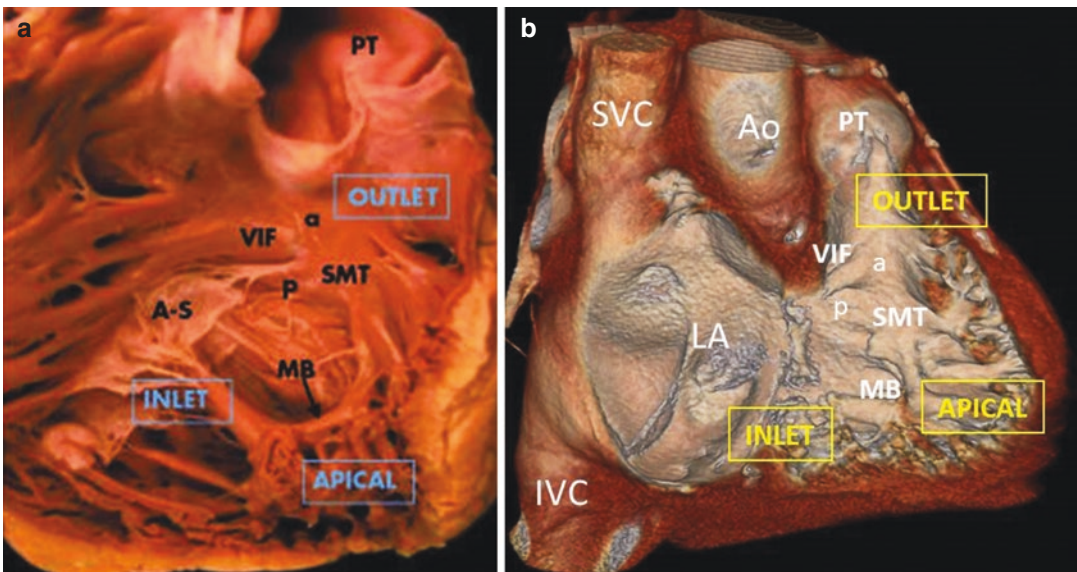 a
PT
OUTLET
a
VIF
SMT
p
A-S
MB
INLET
APICAL
b
SVC
Ao
PT
OUTLET
VIF
a
p
SMT
LA
MB
APICAL
INLET
IVC